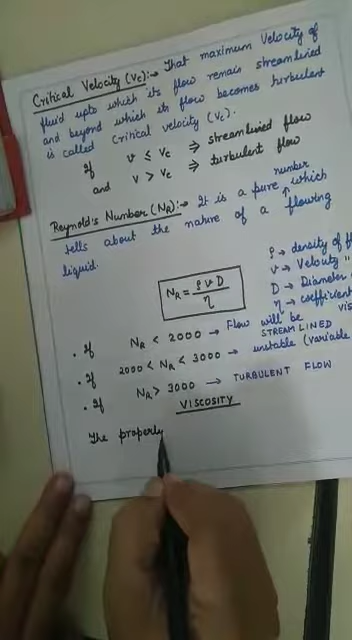 Critical Velocity (Vc):→ That maximum Velocity of
fluid upto which its flow remain streamlined
and beyond which its flow becomes turbulent
is called Critical velocity (Vc).
If v ≤ vc ⇒ streamlined flow
and v > vc ⇒ turbulent flow
Reynold's Number (NR):→ It is a pure number which
tells about the nature of a flowing
liquid.
NR = ρ v D / η
ρ → density of
v → Velocity "
D → Diameter "
η → coefficient
• If NR < 2000 → Flow will be STREAMLINED
• If 2000 < NR < 3000 → unstable (variable
• If NR > 3000 → TURBULENT FLOW
VISCOSITY
The property